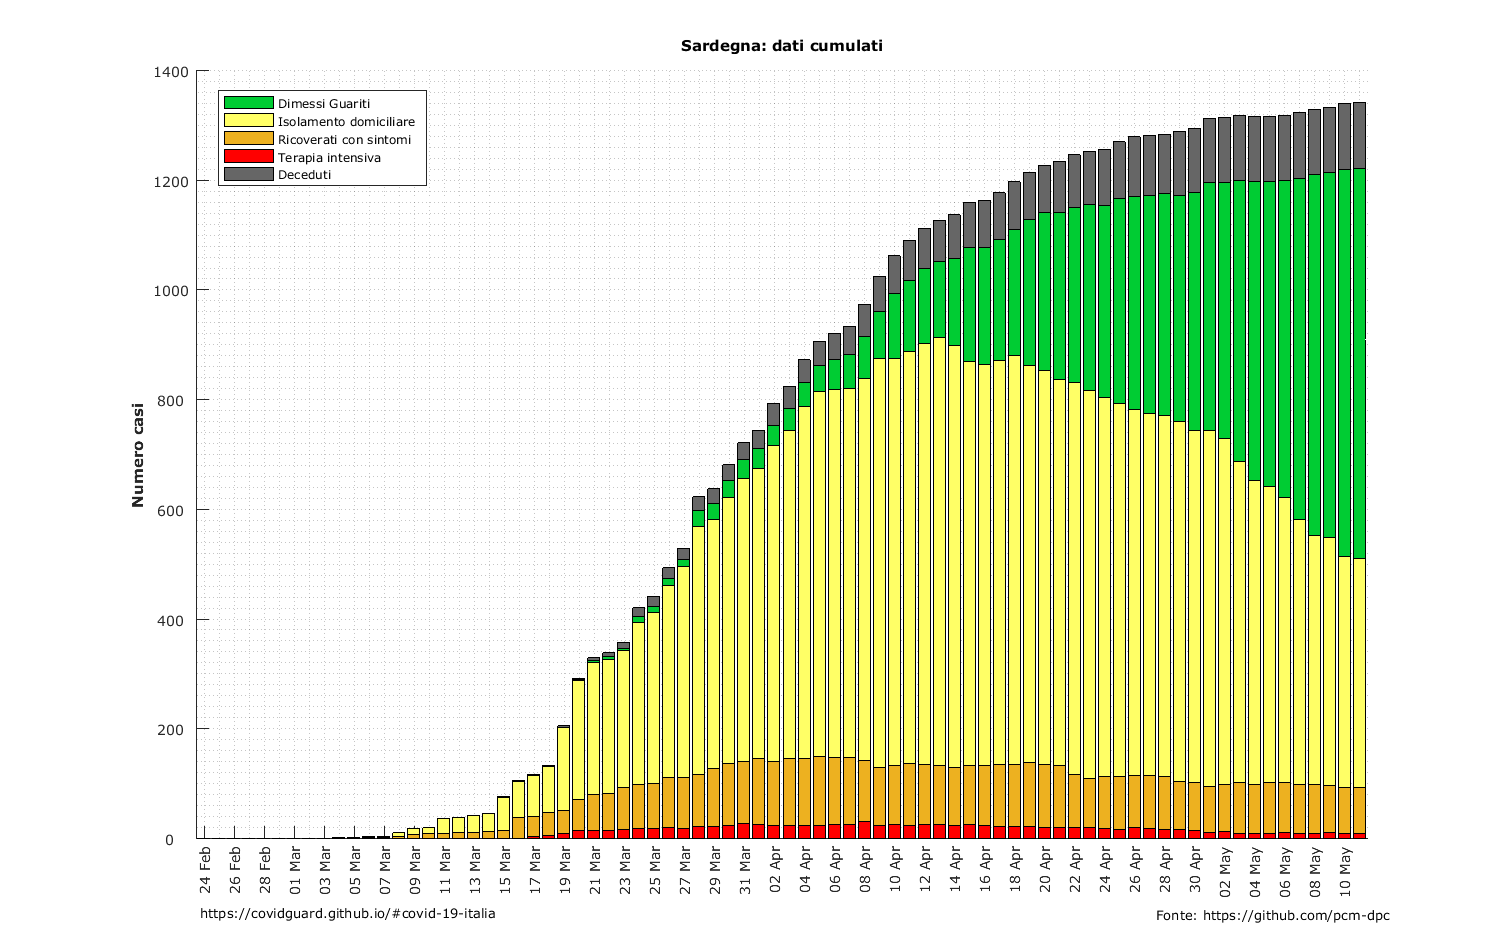 Sardegna: dati cumulati
1400
1200
1000
800
600
400
200
0
Numero casi
Dimessi Guariti
Isolamento domiciliare
Ricoverati con sintomi
Terapia intensiva
Deceduti
24 Feb
26 Feb
28 Feb
01 Mar
03 Mar
05 Mar
07 Mar
09 Mar
11 Mar
13 Mar
15 Mar
17 Mar
19 Mar
21 Mar
23 Mar
25 Mar
27 Mar
29 Mar
31 Mar
02 Apr
04 Apr
06 Apr
08 Apr
10 Apr
12 Apr
14 Apr
16 Apr
18 Apr
20 Apr
22 Apr
24 Apr
26 Apr
28 Apr
30 Apr
02 May
04 May
06 May
08 May
10 May
https://covidguard.github.io/#covid-19-italia
Fonte: https://github.com/pcm-dpc